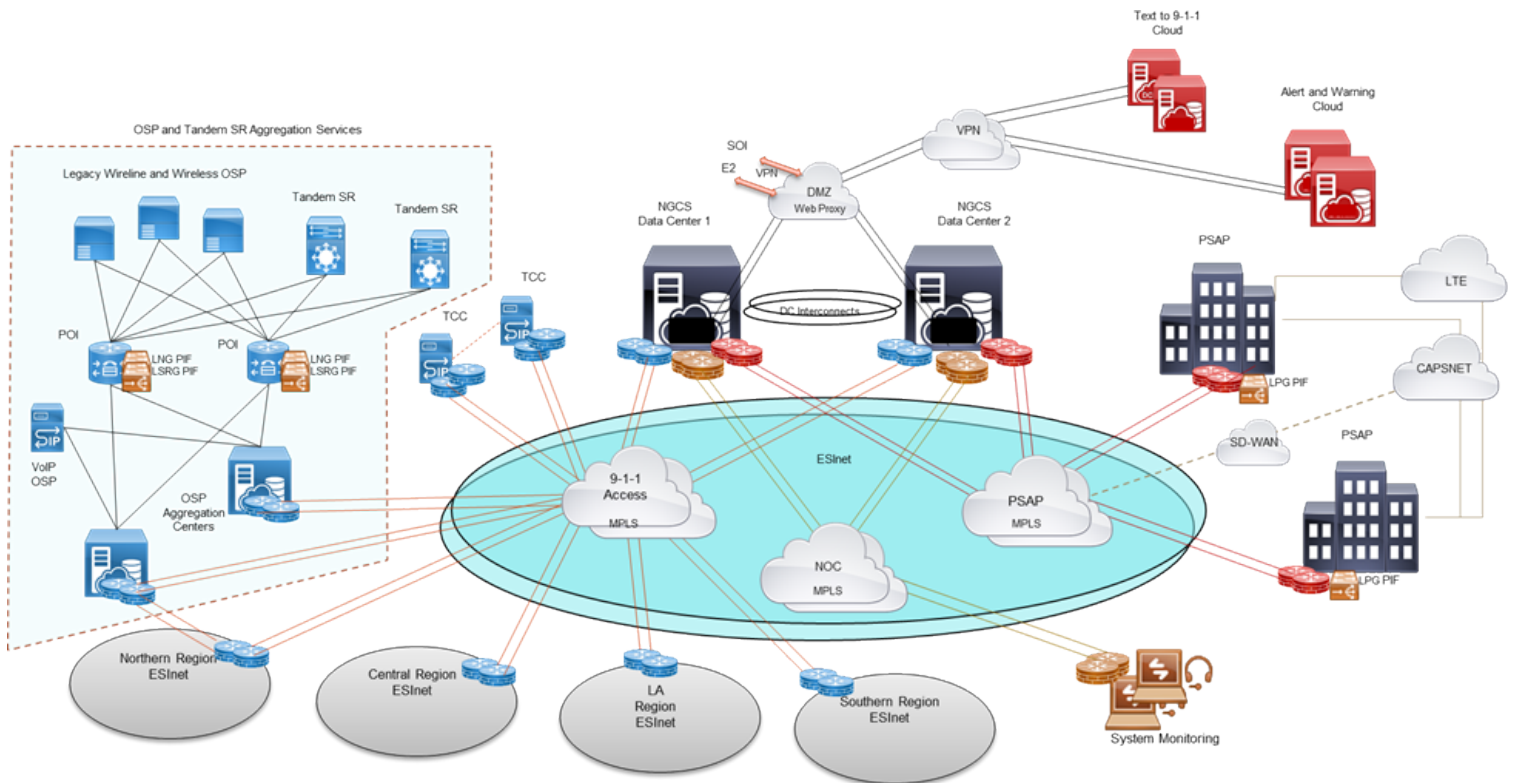 Text to 9-1-1
Cloud
Alert and Warning
Cloud
OSP and Tandem SR Aggregation Services
VPN
SOI
E2
VPN
DMZ
Web Proxy
Legacy Wireline and Wireless OSP
Tandem SR
Tandem SR
NGCS
Data Center 1
NGCS
Data Center 2
PSAP
LTE
TCC
TCC
DC Interconnects
POI
POI
LNG PIF
LSRG PIF
LNG PIF
LSRG PIF
SIP
SIP
LPG PIF
CAPSNET
SIP
VoIP
OSP
SD-WAN
PSAP
ESInet
9-1-1
Access
MPLS
PSAP
MPLS
OSP
Aggregation
Centers
NOC
MPLS
LPG PIF
Northern Region
ESInet
Central Region
ESInet
LA
Region
ESInet
Southern Region
ESInet
System Monitoring